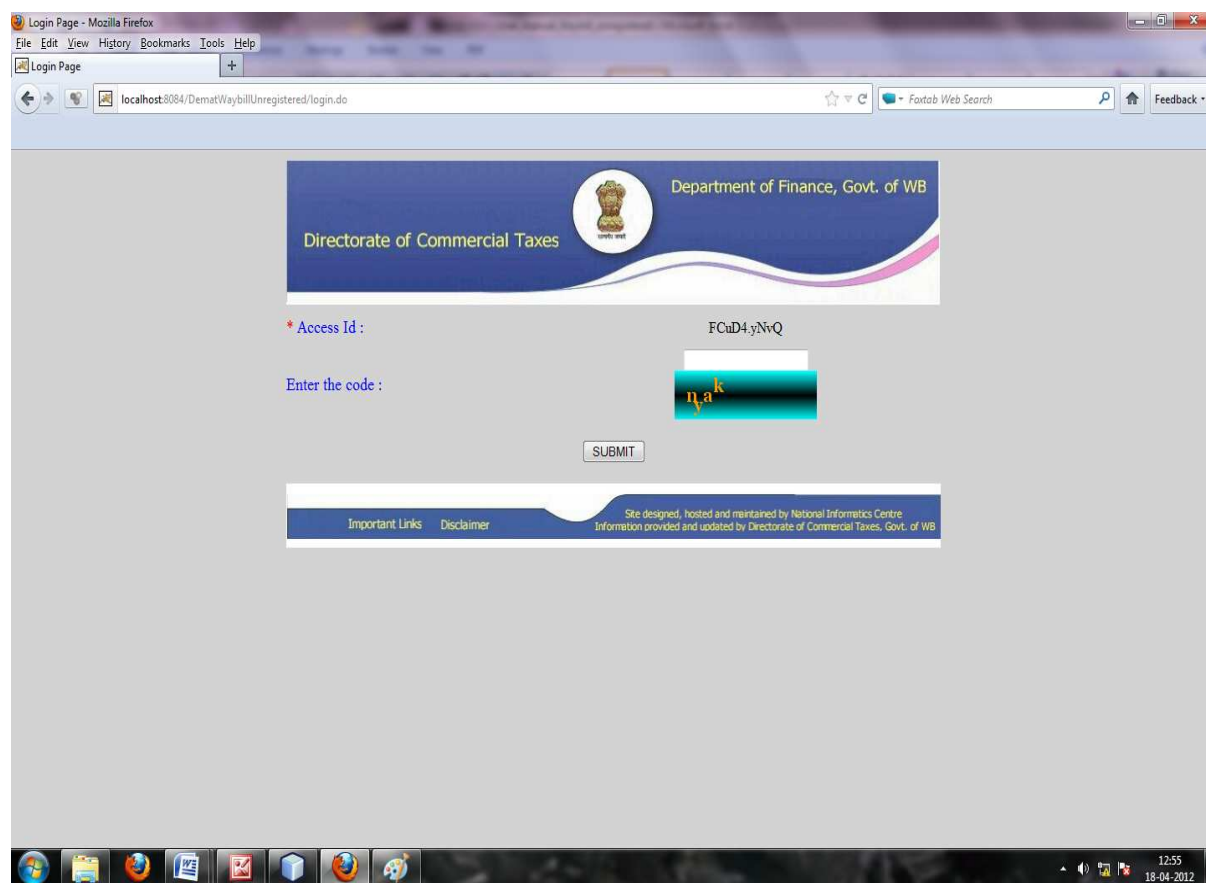 Login Page - Mozilla Firefox
File Edit View History Bookmarks Tools Help
Login Page
localhost:8084/DematWaybillUnregistered/login.do
Foxtab Web Search
Feedback
Department of Finance, Govt. of WB
Directorate of Commercial Taxes
* Access Id :
FCuD4.yNvQ
Enter the code :
nyak
SUBMIT
Important Links Disclaimer
Site designed, hosted and maintained by National Informatics Centre
Information provided and updated by Directorate of Commercial Taxes, Govt. of WB
12:55
18-04-2012